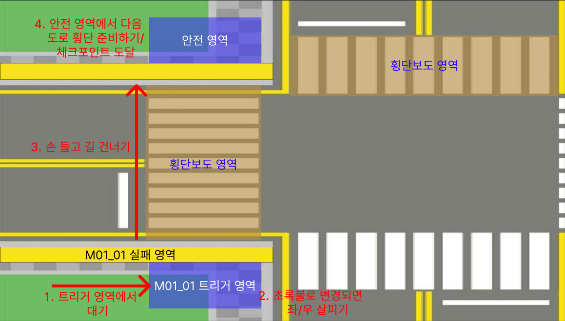 4. 안전 영역에서 다음
도로 횡단 준비하기/
체크포인트 도달
안전 영역
횡단보도 영역
3. 손 들고 길 건너기
횡단보도 영역
M01_01 실패 영역
M01_01 트리거 영역
1. 트리거 영역에서
대기
2. 초록불로 변경되면
좌/우 살피기